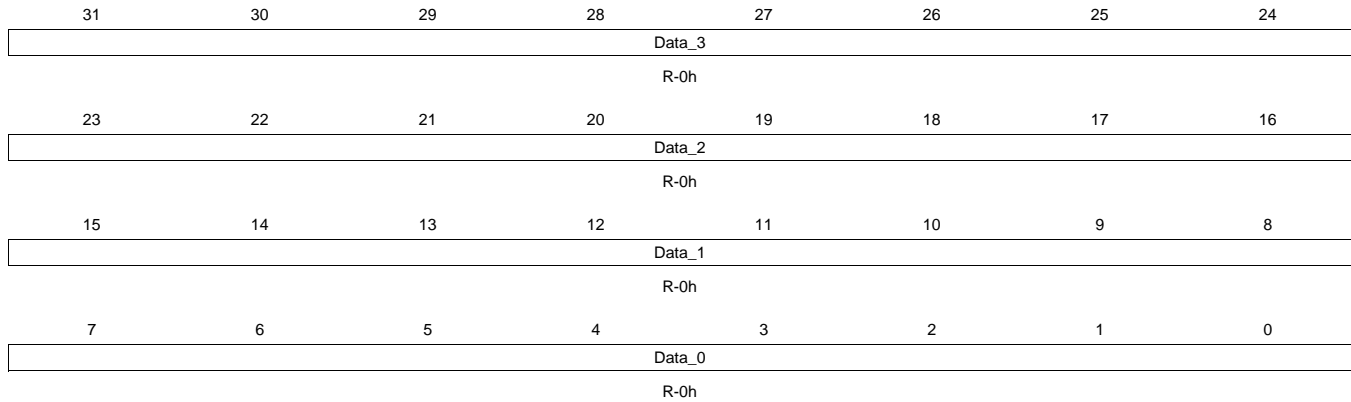 31 30 29 28 27 26 25 24
Data_3
R-0h
23 22 21 20 19 18 17 16
Data_2
R-0h
15 14 13 12 11 10 9 8
Data_1
R-0h
7 6 5 4 3 2 1 0
Data_0
R-0h